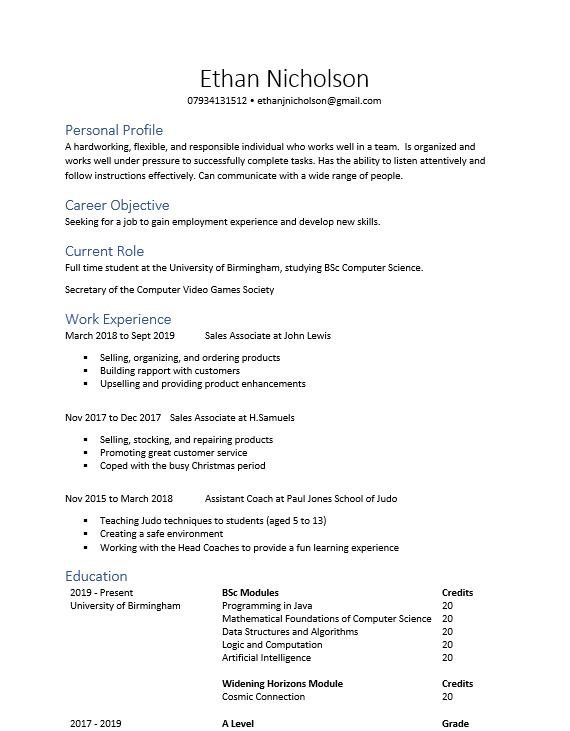 Ethan Nicholson
07934131512 • ethanjnicholson@gmail.com
Personal Profile
A hardworking, flexible, and responsible individual who works well in a team.  Is organized and
works well under pressure to successfully complete tasks. Has the ability to listen attentively and
follow instructions effectively. Can communicate with a wide range of people.
Career Objective
Seeking for a job to gain employment experience and develop new skills.
Current Role
Full time student at the University of Birmingham, studying BSc Computer Science.
Secretary of the Computer Video Games Society
Work Experience
March 2018 to Sept 2019 Sales Associate at John Lewis
▪ Selling, organizing, and ordering products
▪ Building rapport with customers
▪ Upselling and providing product enhancements
Nov 2017 to Dec 2017 Sales Associate at H.Samuels
▪ Selling, stocking, and repairing products
▪ Promoting great customer service
▪ Coped with the busy Christmas period
Nov 2015 to March 2018 Assistant Coach at Paul Jones School of Judo
▪ Teaching Judo techniques to students (aged 5 to 13)
▪ Creating a safe environment
▪ Working with the Head Coaches to provide a fun learning experience
Education
2019 - Present BSc Modules Credits
University of Birmingham Programming in Java 20
Mathematical Foundations of Computer Science 20
Data Structures and Algorithms 20
Logic and Computation 20
Artificial Intelligence 20
Widening Horizons Module Credits
Cosmic Connection 20
2017 - 2019 A Level Grade